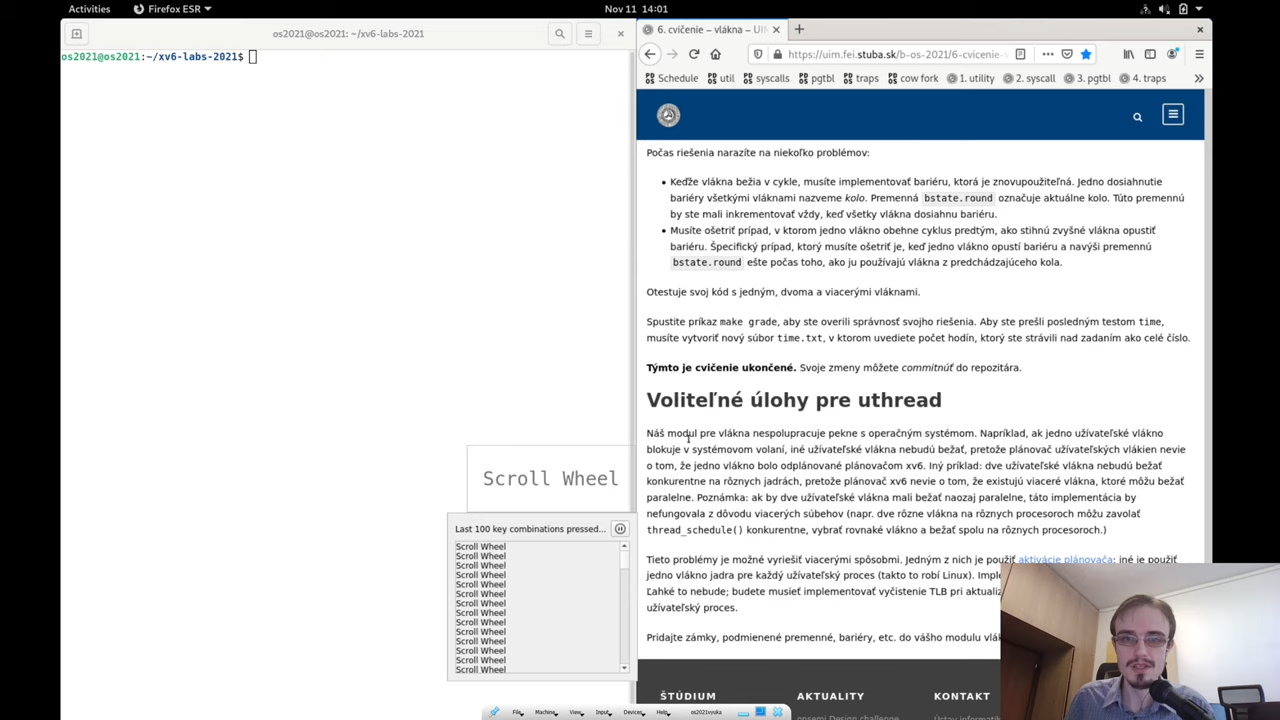 Activities
Firefox ESR
Nov 11 14:01
os2021@os2021: ~/xv6-labs-2021
6. cvičenie – vlákna – UI
os2021@os2021:~/xv6-labs-2021$
https://uim.fei.stuba.sk/b-os-2021/6-cvicenie-
Schedule util syscalls pgtbl traps cow fork 1. utility 2. syscall 3. pgtbl 4. traps
Počas riešenia narazíte na niekoľko problémov:
Keďže vlákna bežia v cykle, musíte implementovať bariéru, ktorá je znovupoužiteľná. Jedno dosiahnutie
bariéry všetkými vláknami nazveme kolo. Premenná bstate.round označuje aktuálne kolo. Túto premennú
by ste mali inkrementovať vždy, keď všetky vlákna dosiahnu bariéru.
Musíte ošetriť prípad, v ktorom jedno vlákno obehne cyklus predtým, ako stihnú zvyšné vlákna opustiť
bariéru. Špecifický prípad, ktorý musíte ošetriť je, keď jedno vlákno opustí bariéru a navýši premennú
bstate.round ešte počas toho, ako ju používajú vlákna z predchádzajúceho kola.
Otestuje svoj kód s jedným, dvoma a viacerými vláknami.
Spustite príkaz make grade, aby ste overili správnosť svojho riešenia. Aby ste prešli posledným testom time,
musíte vytvoriť nový súbor time.txt, v ktorom uvediete počet hodín, ktorý ste strávili nad zadaním ako celé číslo.
Týmto je cvičenie ukončené. Svoje zmeny môžete commitnúť do repozitára.
Voliteľné úlohy pre uthread
Náš modul pre vlákna nespolupracuje pekne s operačným systémom. Napríklad, ak jedno užívateľské vlákno
blokuje v systémovom volaní, iné užívateľské vlákna nebudú bežať, pretože plánovač užívateľských vlákien nevie
o tom, že jedno vlákno bolo odplánované plánovačom xv6. Iný príklad: dve užívateľské vlákna nebudú bežať
konkurentne na rôznych jadrách, pretože plánovač xv6 nevie o tom, že existujú viaceré vlákna, ktoré môžu bežať
paralelne. Poznámka: ak by dve užívateľské vlákna mali bežať naozaj paralelne, táto implementácia by
nefungovala z dôvodu viacerých súbehov (napr. dve rôzne vlákna na rôznych procesoroch môžu zavolať
thread_schedule() konkurentne, vybrať rovnaké vlákno a bežať spolu na rôznych procesoroch.)
Tieto problémy je možné vyriešiť viacerými spôsobmi. Jedným z nich je použiť aktivácie plánovača; iné je použiť
jedno vlákno jadra pre každý užívateľský proces (takto to robí Linux).
Ľahké to nebude; budete musieť implementovať vyčistenie TLB pri
užívateľský proces.
Pridajte zámky, podmienené premenné, bariéry, etc. do vášho modulu
ŠTÚDIUM
AKTUALITY
KONTAKT
Scroll Wheel
Last 100 key combinations pressed...
Scroll Wheel
Scroll Wheel
Scroll Wheel
Scroll Wheel
Scroll Wheel
Scroll Wheel
Scroll Wheel
Scroll Wheel
Scroll Wheel
Scroll Wheel
Scroll Wheel
Scroll Wheel
Scroll Wheel
Scroll Wheel
File Machine View Input Devices Help os2021vyuka